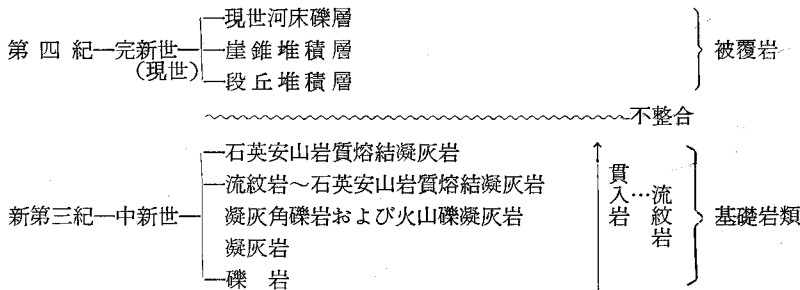 現世河床礫層
第四紀―完新世―崖錐堆積層 被覆岩
(現世)
段丘堆積層
不整合
石英安山岩質熔結凝灰岩
流紋岩～石英安山岩質熔結凝灰岩
新第三紀―中新世 凝灰角礫岩および火山礫凝灰岩 貫入岩…流紋岩 基礎岩類
凝灰岩
礫岩